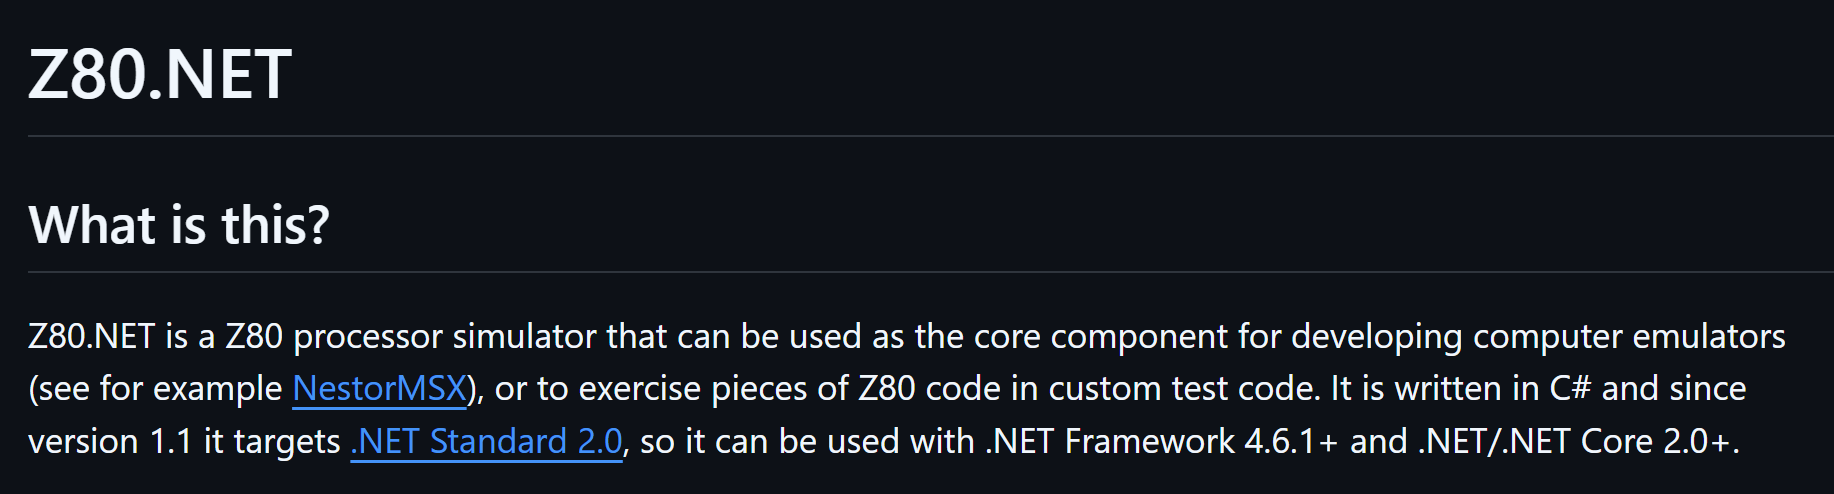 Z80.NET
What is this?
Z80.NET is a Z80 processor simulator that can be used as the core component for developing computer emulators
(see for example NestorMSX), or to exercise pieces of Z80 code in custom test code. It is written in C# and since
version 1.1 it targets .NET Standard 2.0, so it can be used with .NET Framework 4.6.1+ and .NET/.NET Core 2.0+.